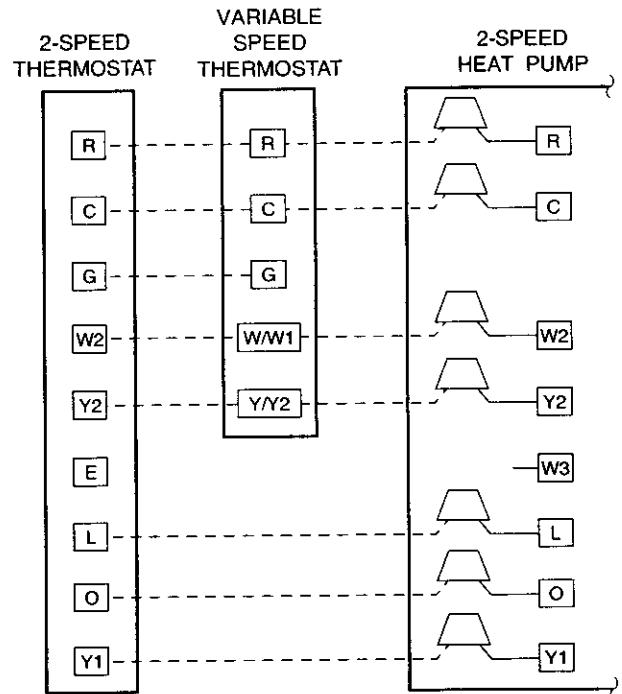 2-SPEED
THERMOSTAT
VARIABLE
SPEED
THERMOSTAT
2-SPEED
HEAT PUMP
R R R
C C C
G G
W2 W/W1 W2
Y2 Y/Y2 Y2
E W3
L L
O O
Y1 Y1